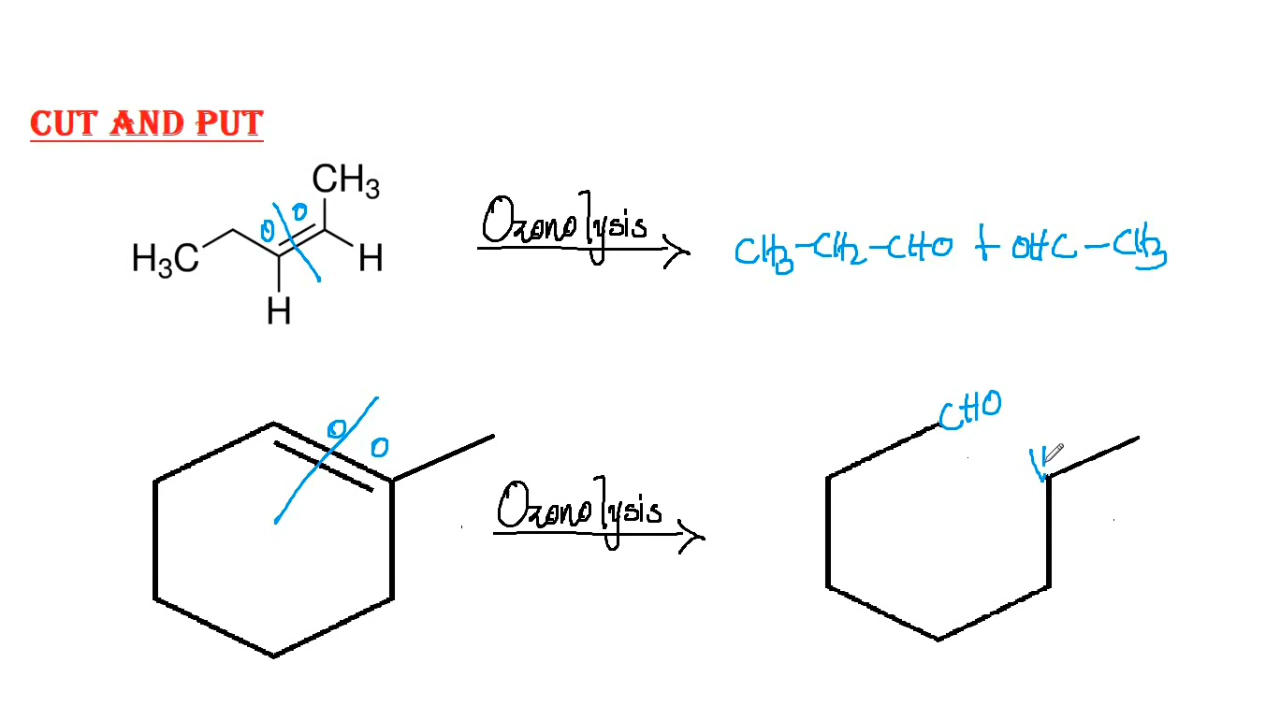 CUT AND PUT
CH₃
O O
H₃C H
H
Ozonolysis
CH₃-CH₂-CHO + OHC-CH₃
O O
Ozonolysis
CHO